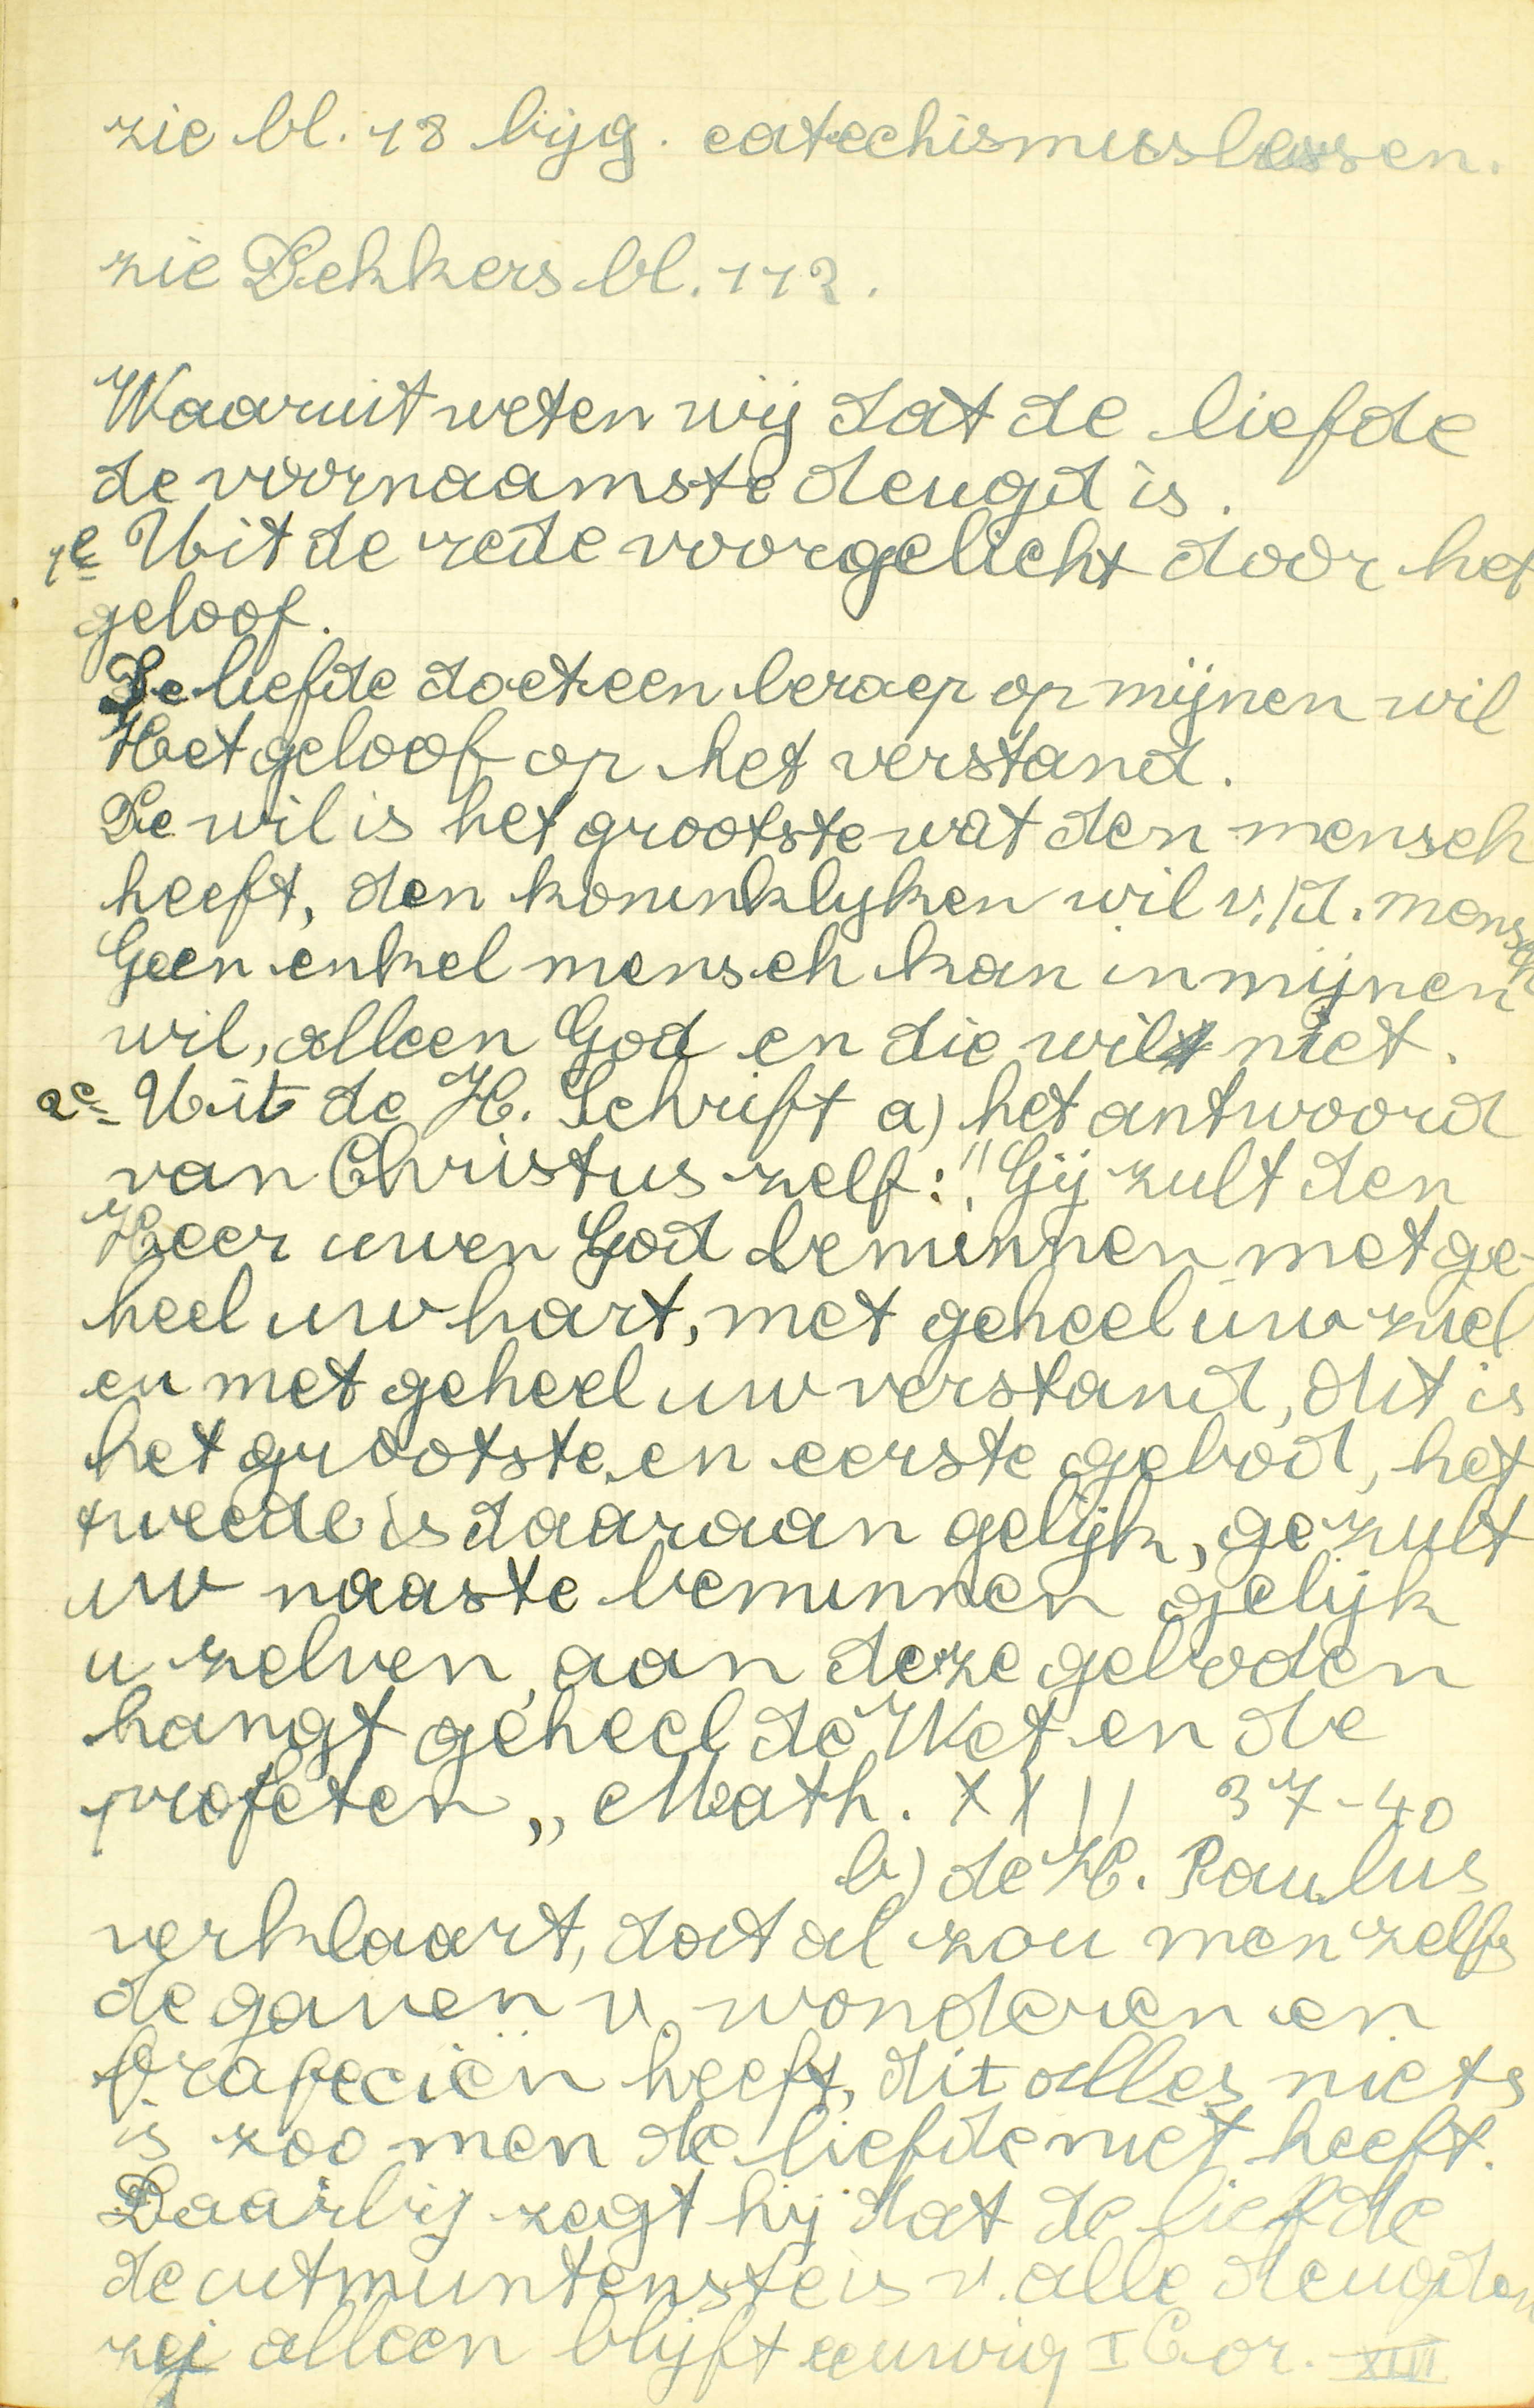 zie bl. 18 bijg. catechismuslessen.
zie Dekkers bl. 112.
Waaruit weten wij dat de liefde
de voornaamste deugd is.
1e Uit de rede voorgelicht door het
geloof.
De liefde doet een beroep op mijnen wil
Het geloof op het verstand.
De wil is het grootste wat den mensch
heeft, den koninklyken wil v./d. mensch
Geen enkel mensch kan in mijnen
wil, alleen God en die wilt niet.
2e Uit de H. Schrift a) het antwoord
van Christus zelf: "Gij zult den
Heer uwen God beminnen met ge-
heel uw hart, met geheel uw ziel
en met geheel uw verstand, dit is
het grootste en eerste gebod, het
tweede is daaraan gelijk, ge zult
uw naaste beminnen gelijk
u zelven, aan deze geboden
hangt geheel de Wet en de
profeten „ Math. XXII 37-40
b) de H. Paulus
verklaart, dat al zou men zelfs
de gaven v. wonderen en
profeciën heeft, dit alles niets
is zoo men de liefde niet heeft.
Daarbij zegt hij dat de liefde
de uitmuntenste is v. alle deugden
zij alleen blijft eeuwig I Cor. XIII